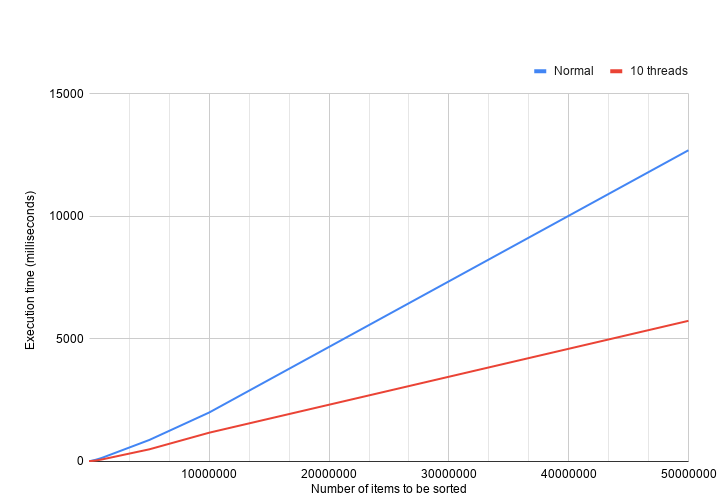 Normal 10 threads
15000
10000
5000
0
Execution time (milliseconds)
10000000 20000000 30000000 40000000 50000000
Number of items to be sorted